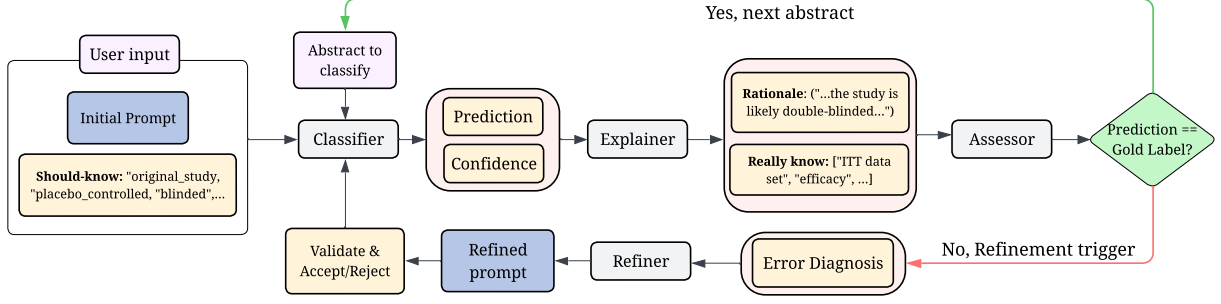 Yes, next abstract
User input
Abstract to
classify
Initial Prompt
Should-know: "original_study,
"placebo_controlled, "blinded",...
Classifier
Prediction
Confidence
Explainer
Rationale: ("...the study is
likely double-blinded...")
Really know: ["ITT data
set", "efficacy", ...]
Assessor
Prediction ==
Gold Label?
No, Refinement trigger
Error Diagnosis
Refiner
Refined
prompt
Validate &
Accept/Reject